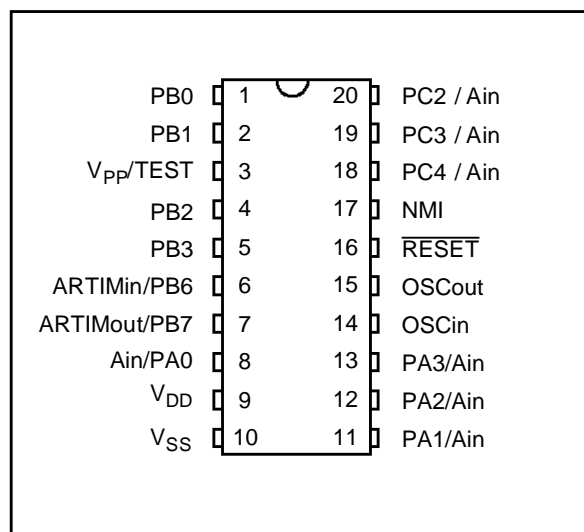 PB0 1 20 PC2 / Ain
PB1 2 19 PC3 / Ain
VPP/TEST 3 18 PC4 / Ain
PB2 4 17 NMI
PB3 5 16 RESET
ARTIMin/PB6 6 15 OSCout
ARTIMout/PB7 7 14 OSCin
Ain/PA0 8 13 PA3/Ain
VDD 9 12 PA2/Ain
VSS 10 11 PA1/Ain